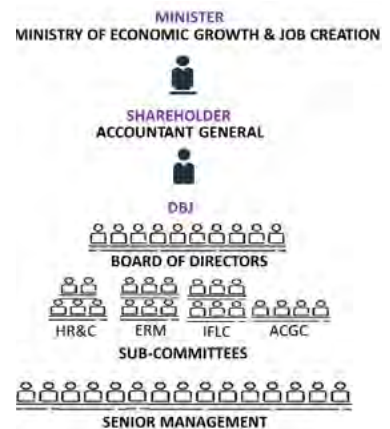 MINISTER
MINISTRY OF ECONOMIC GROWTH & JOB CREATION
SHAREHOLDER
ACCOUNTANT GENERAL
DBJ
BOARD OF DIRECTORS
HR&C ERM IFLC ACGC
SUB-COMMITTEES
SENIOR MANAGEMENT